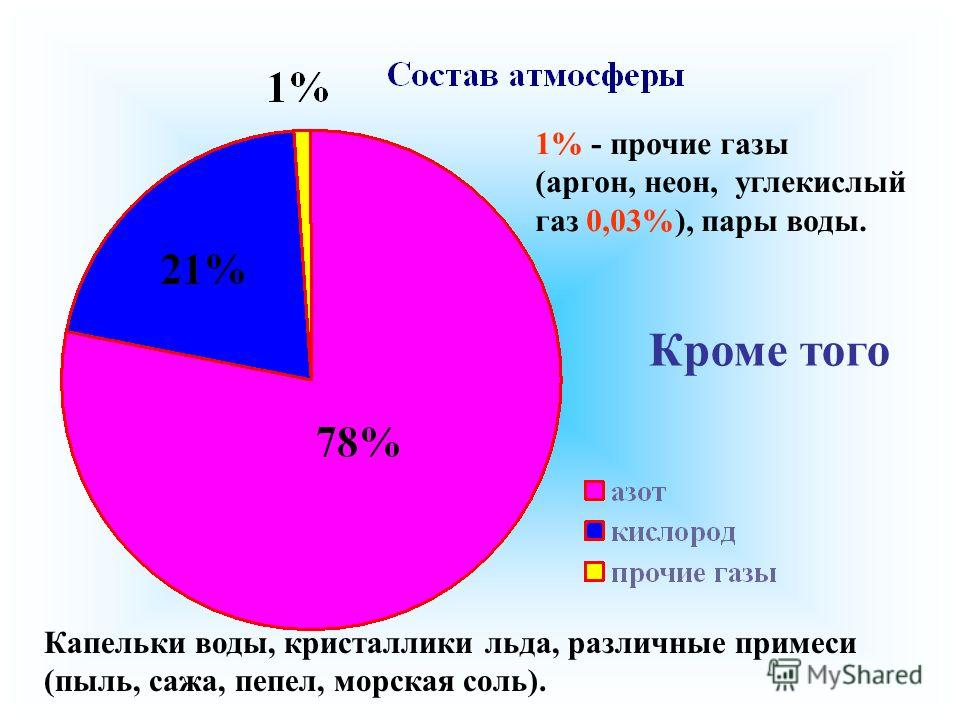 Состав атмосферы
1%
21%
78%
1% - прочие газы
(аргон, неон, углекислый
газ 0,03%), пары воды.
Кроме того
азот
кислород
прочие газы
Капельки воды, кристаллики льда, различные примеси
(пыль, сажа, пепел, морская соль).
MyShared